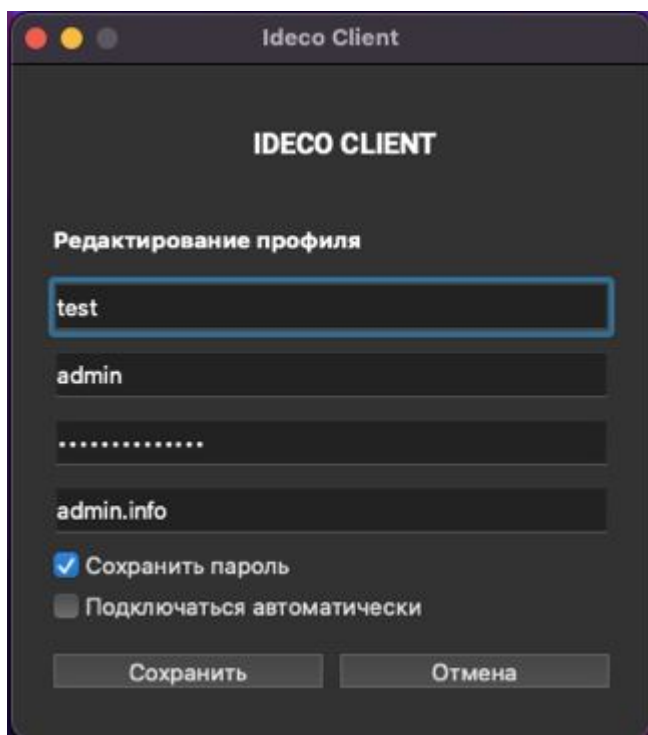 Ideco Client
IDECO CLIENT
Редактирование профиля
test
admin
••••••••••••••
admin.info
Сохранить пароль
Подключаться автоматически
Сохранить Отмена